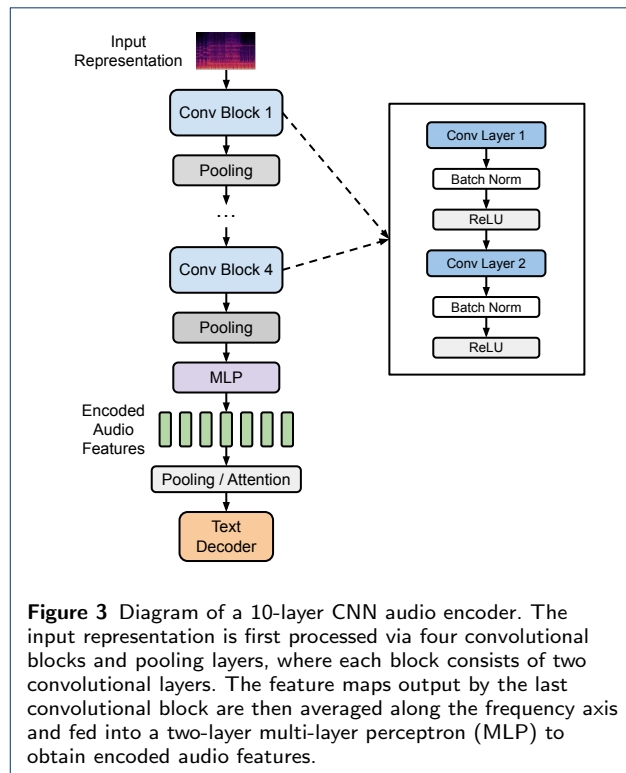 Input
Representation
Conv Block 1
Pooling
...
Conv Block 4
Pooling
MLP
Encoded
Audio
Features
Pooling / Attention
Text
Decoder
Conv Layer 1
Batch Norm
ReLU
Conv Layer 2
Batch Norm
ReLU
Figure 3 Diagram of a 10-layer CNN audio encoder. The
input representation is first processed via four convolutional
blocks and pooling layers, where each block consists of two
convolutional layers. The feature maps output by the last
convolutional block are then averaged along the frequency axis
and fed into a two-layer multi-layer perceptron (MLP) to
obtain encoded audio features.